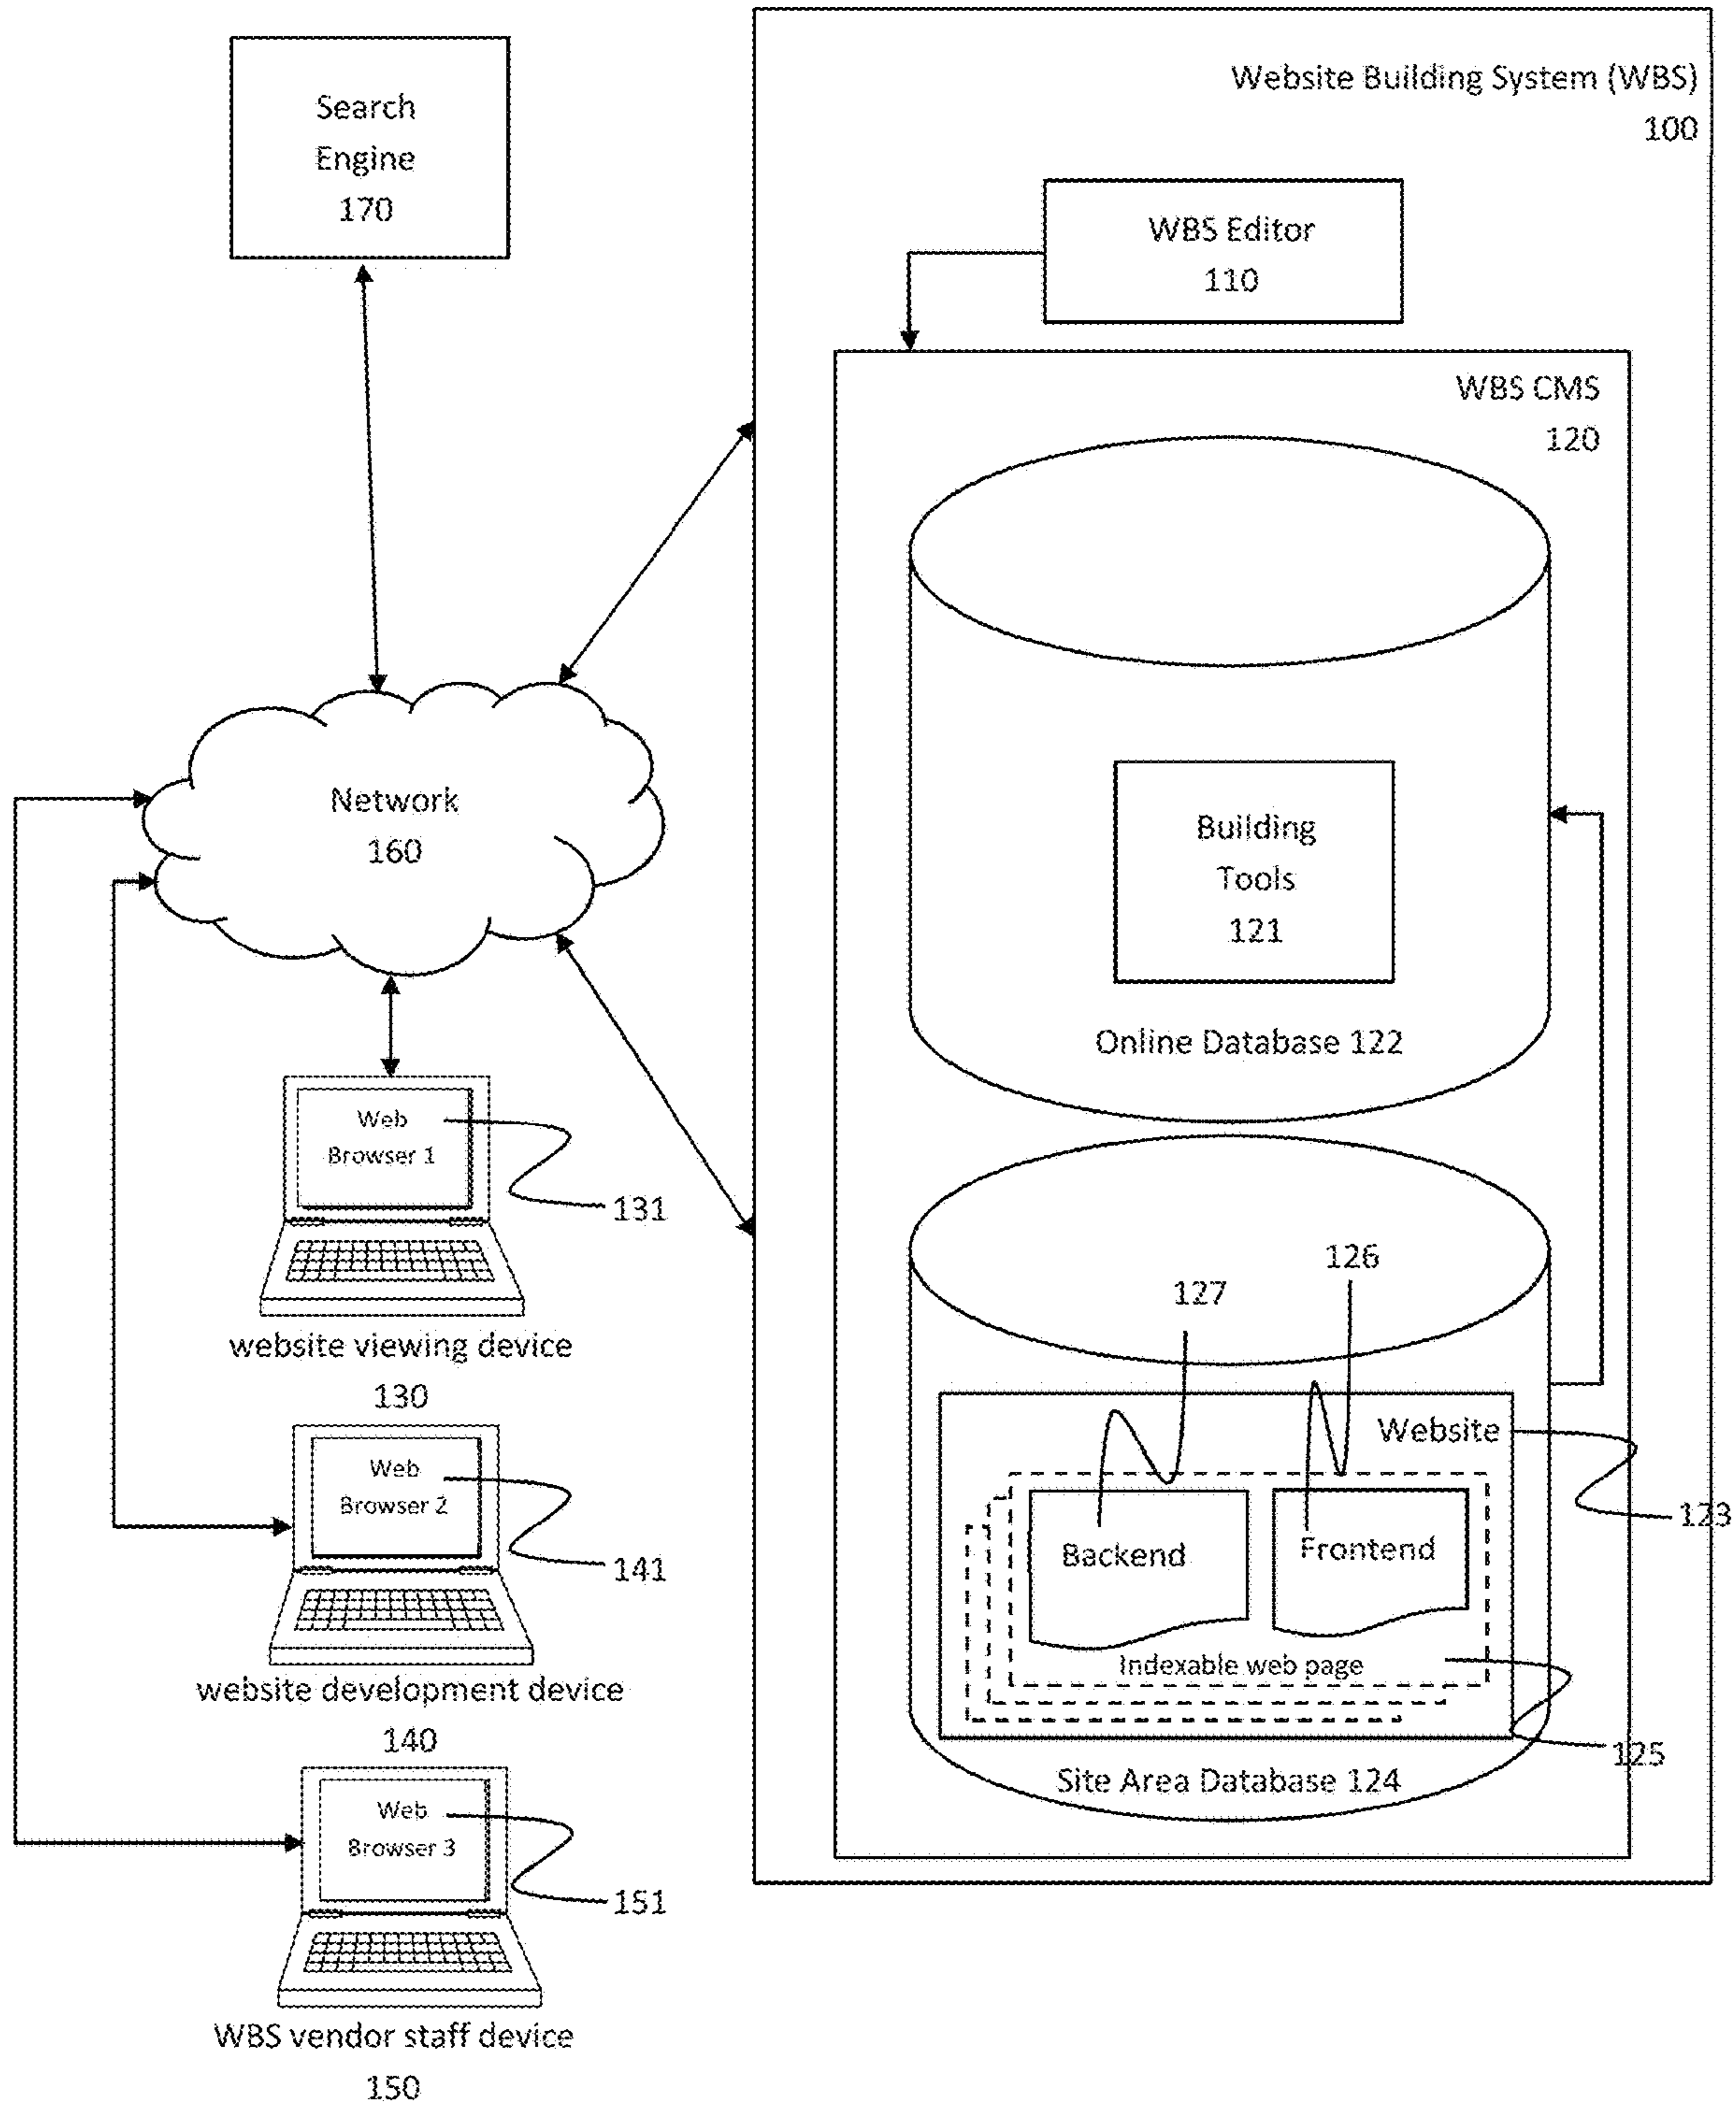 Search
Engine
170
Website Building System (WBS)
100
WBS Editor
110
WBS CMS
120
Network
160
Building
Tools
121
Online Database 122
Web
Browser 1
131
website viewing device
130
126
127
Website
123
Backend
Frontend
Indexable web page
125
Site Area Database 124
Web
Browser 2
141
website development device
140
Web
Browser 3
151
WBS vendor staff device
150